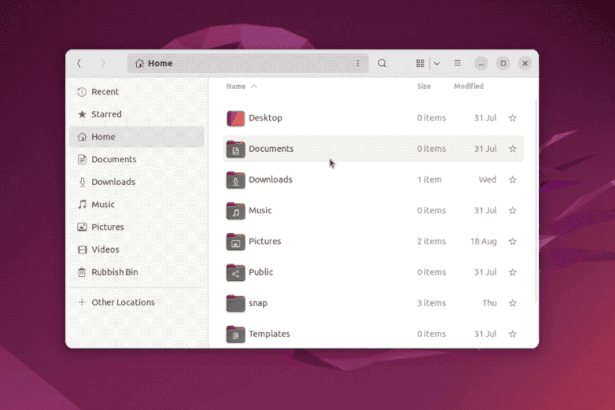 Home
Recent
Starred
Home
Documents
Downloads
Music
Pictures
Videos
Rubbish Bin
Other Locations
Name Size Modified
Desktop 0 items 31 Jul
Documents 0 items 31 Jul
Downloads 1 item Wed
Music 0 items 31 Jul
Pictures 2 items 18 Aug
Public 0 items 31 Jul
snap 3 items Thu
Templates 0 items 31 Jul